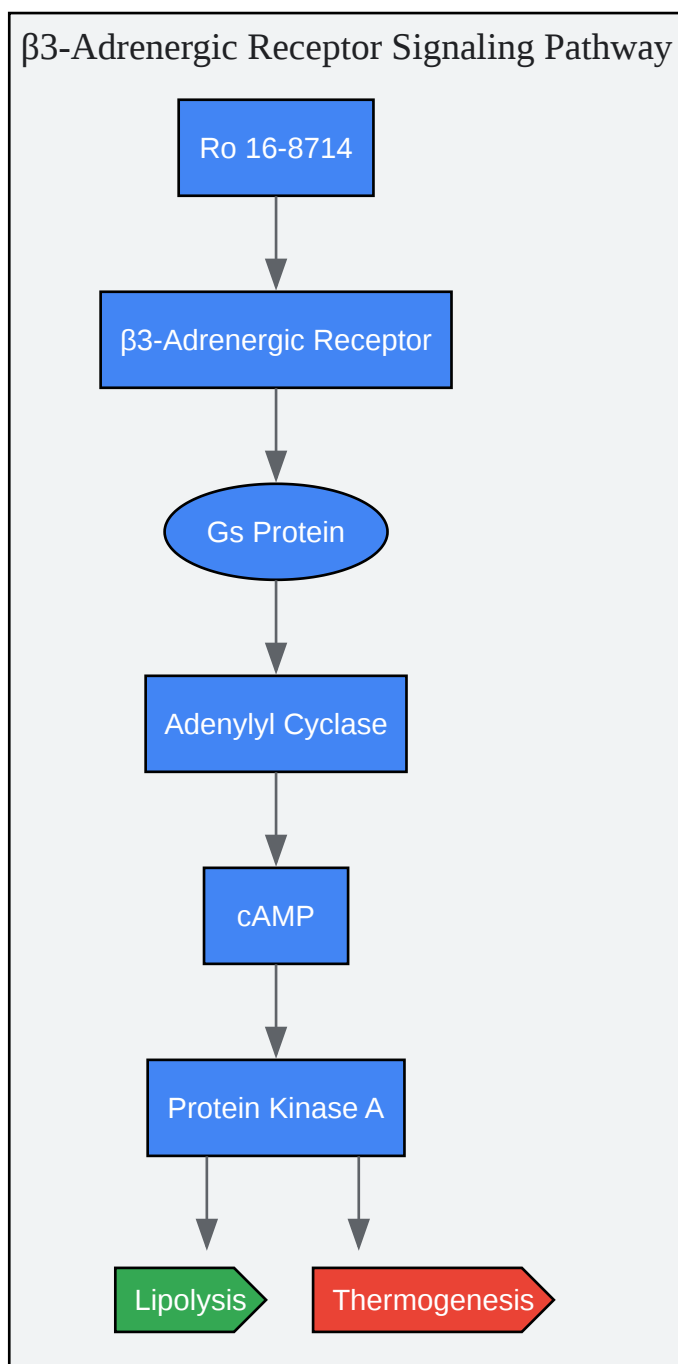 β3-Adrenergic Receptor Signaling Pathway
Ro 16-8714
β3-Adrenergic Receptor
Gs Protein
Adenylyl Cyclase
cAMP
Protein Kinase A
Lipolysis
Thermogenesis